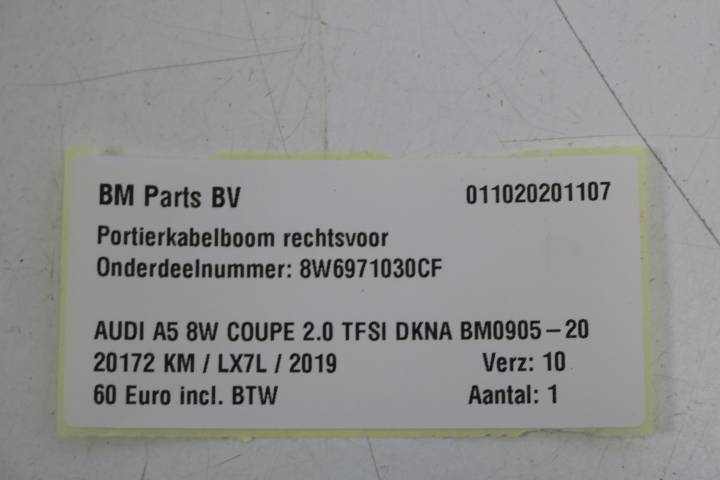 BM Parts BV 011020201107
Portierkabelboom rechtsvoor
Onderdeelnummer: 8W6971030CF
AUDI A5 8W COUPE 2.0 TFSI DKNA BM0905-20
20172 KM / LX7L / 2019 Verz: 10
60 Euro incl. BTW Aantal: 1